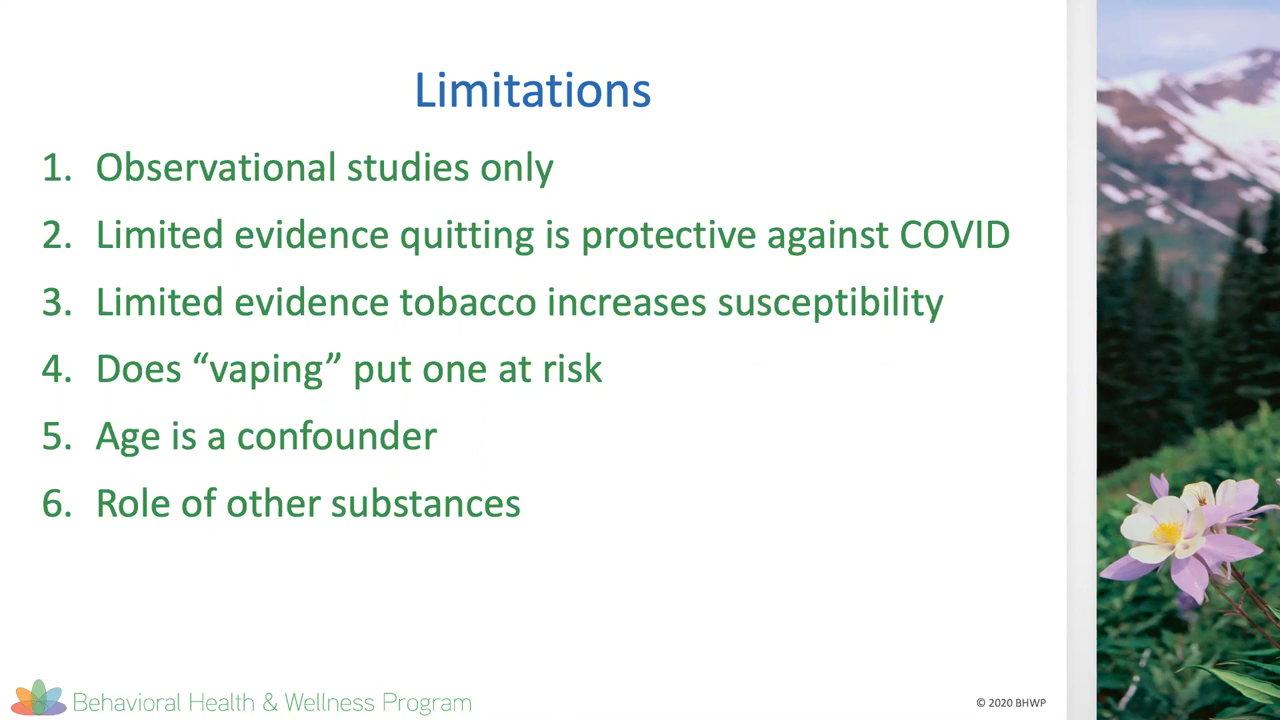 Limitations
1. Observational studies only
2. Limited evidence quitting is protective against COVID
3. Limited evidence tobacco increases susceptibility
4. Does “vaping” put one at risk
5. Age is a confounder
6. Role of other substances
Behavioral Health & Wellness Program
© 2020 BHWP